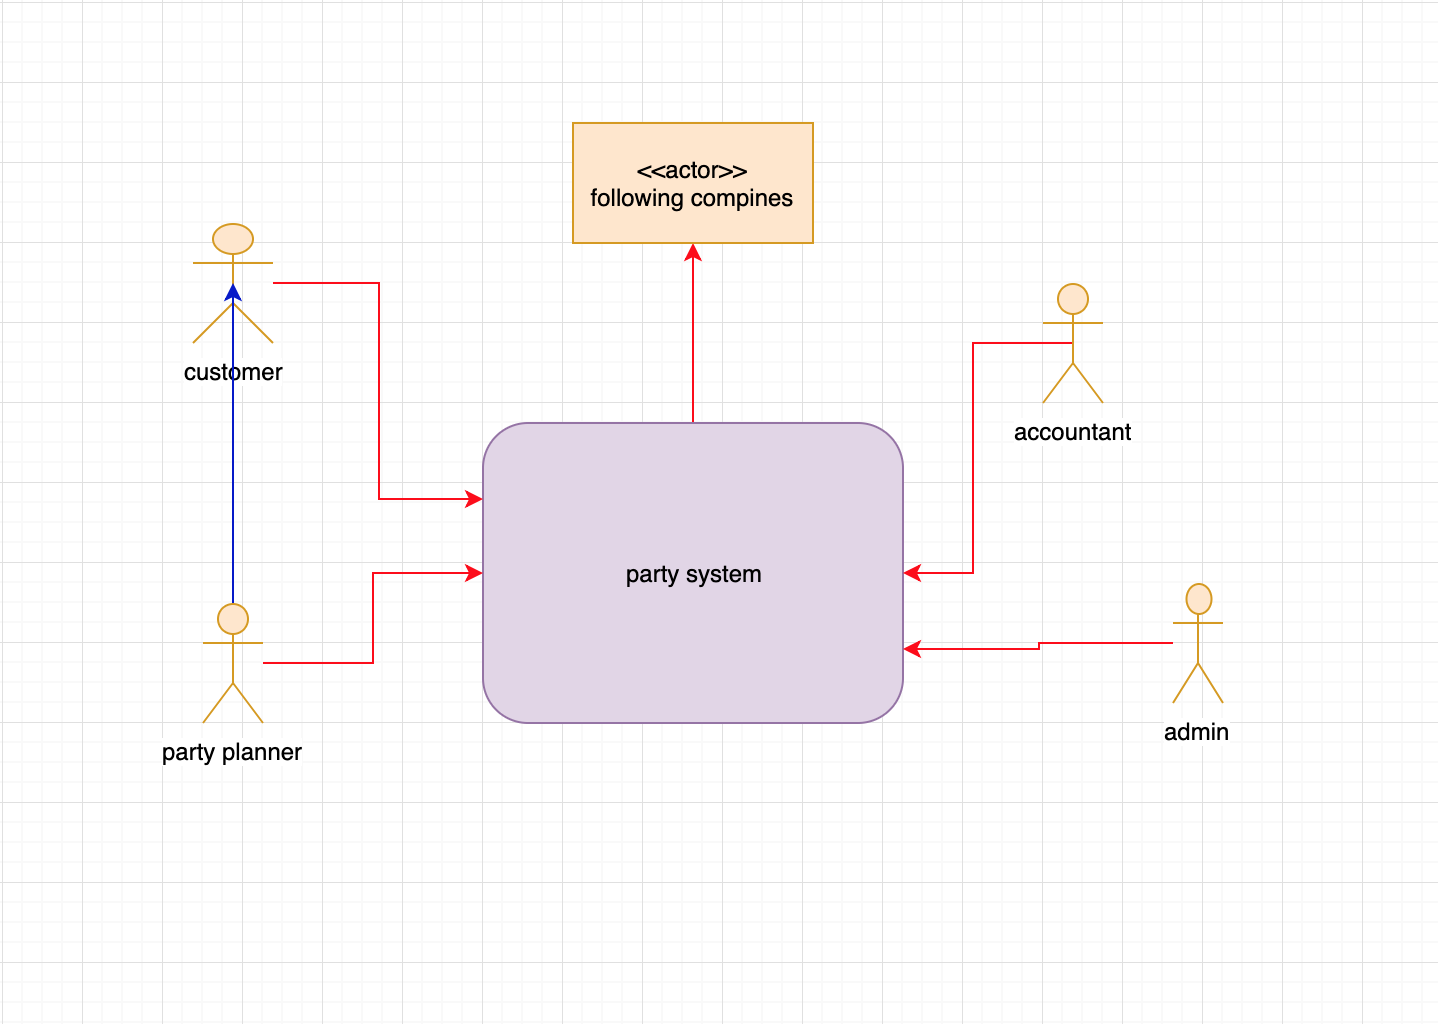 <<actor>>
following compines
customer
accountant
party system
admin
party planner